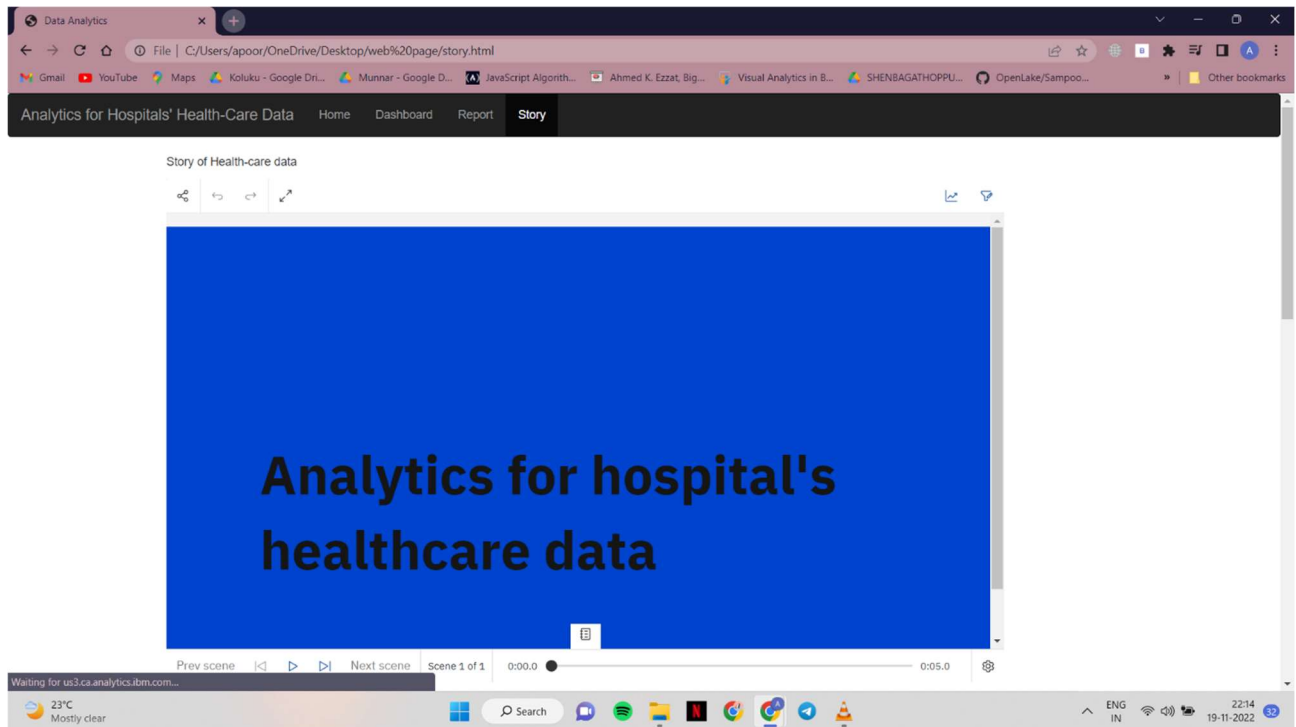 Data Analytics
File | C:/Users/apoor/OneDrive/Desktop/web%20page/story.html
Gmail YouTube Maps Koluku - Google Dri... Munnar - Google D... JavaScript Algorith... Ahmed K. Ezzat, Big... Visual Analytics in B... SHENBAGATHOPPU... OpenLake/Sampoo... » Other bookmarks
Analytics for Hospitals' Health-Care Data Home Dashboard Report Story
Story of Health-care data
Analytics for hospital's
healthcare data
Prev scene Next scene Scene 1 of 1 0:00.0 0:05.0
Waiting for us3.ca.analytics.ibm.com...
23°C
Mostly clear
Search
ENG
IN
22:14
19-11-2022
32